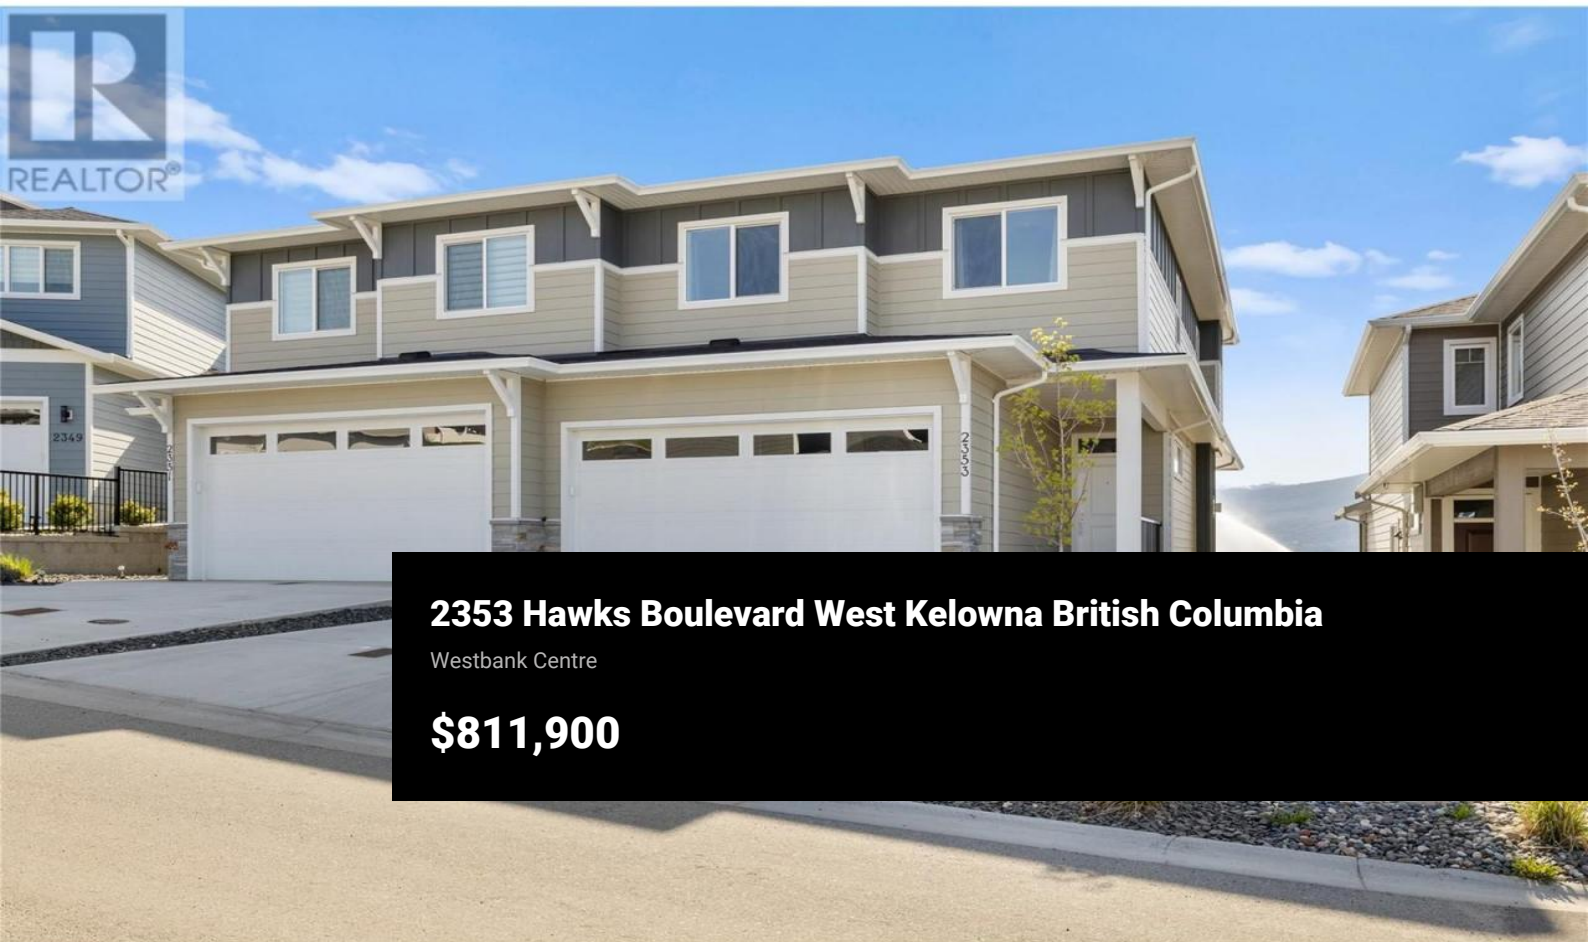 REALTOR®
2349
2351
2353
2353 Hawks Boulevard West Kelowna British Columbia
Westbank Centre
$811,900